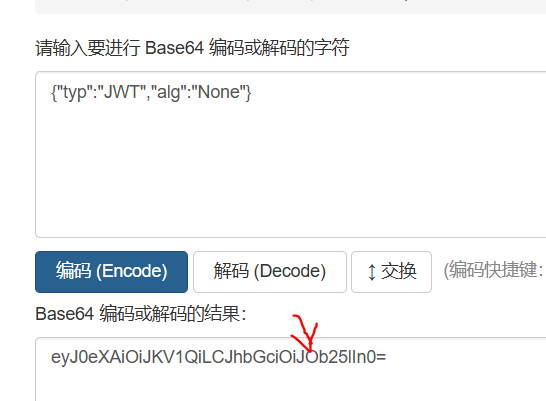 请输入要进行 Base64 编码或解码的字符
{"typ":"JWT","alg":"None"}
编码 (Encode) 解码 (Decode) ↕ 交换 (编码快捷键:
Base64 编码或解码的结果:
eyJ0eXAiOiJKV1QiLCJhbGciOiJOb25lIn0=